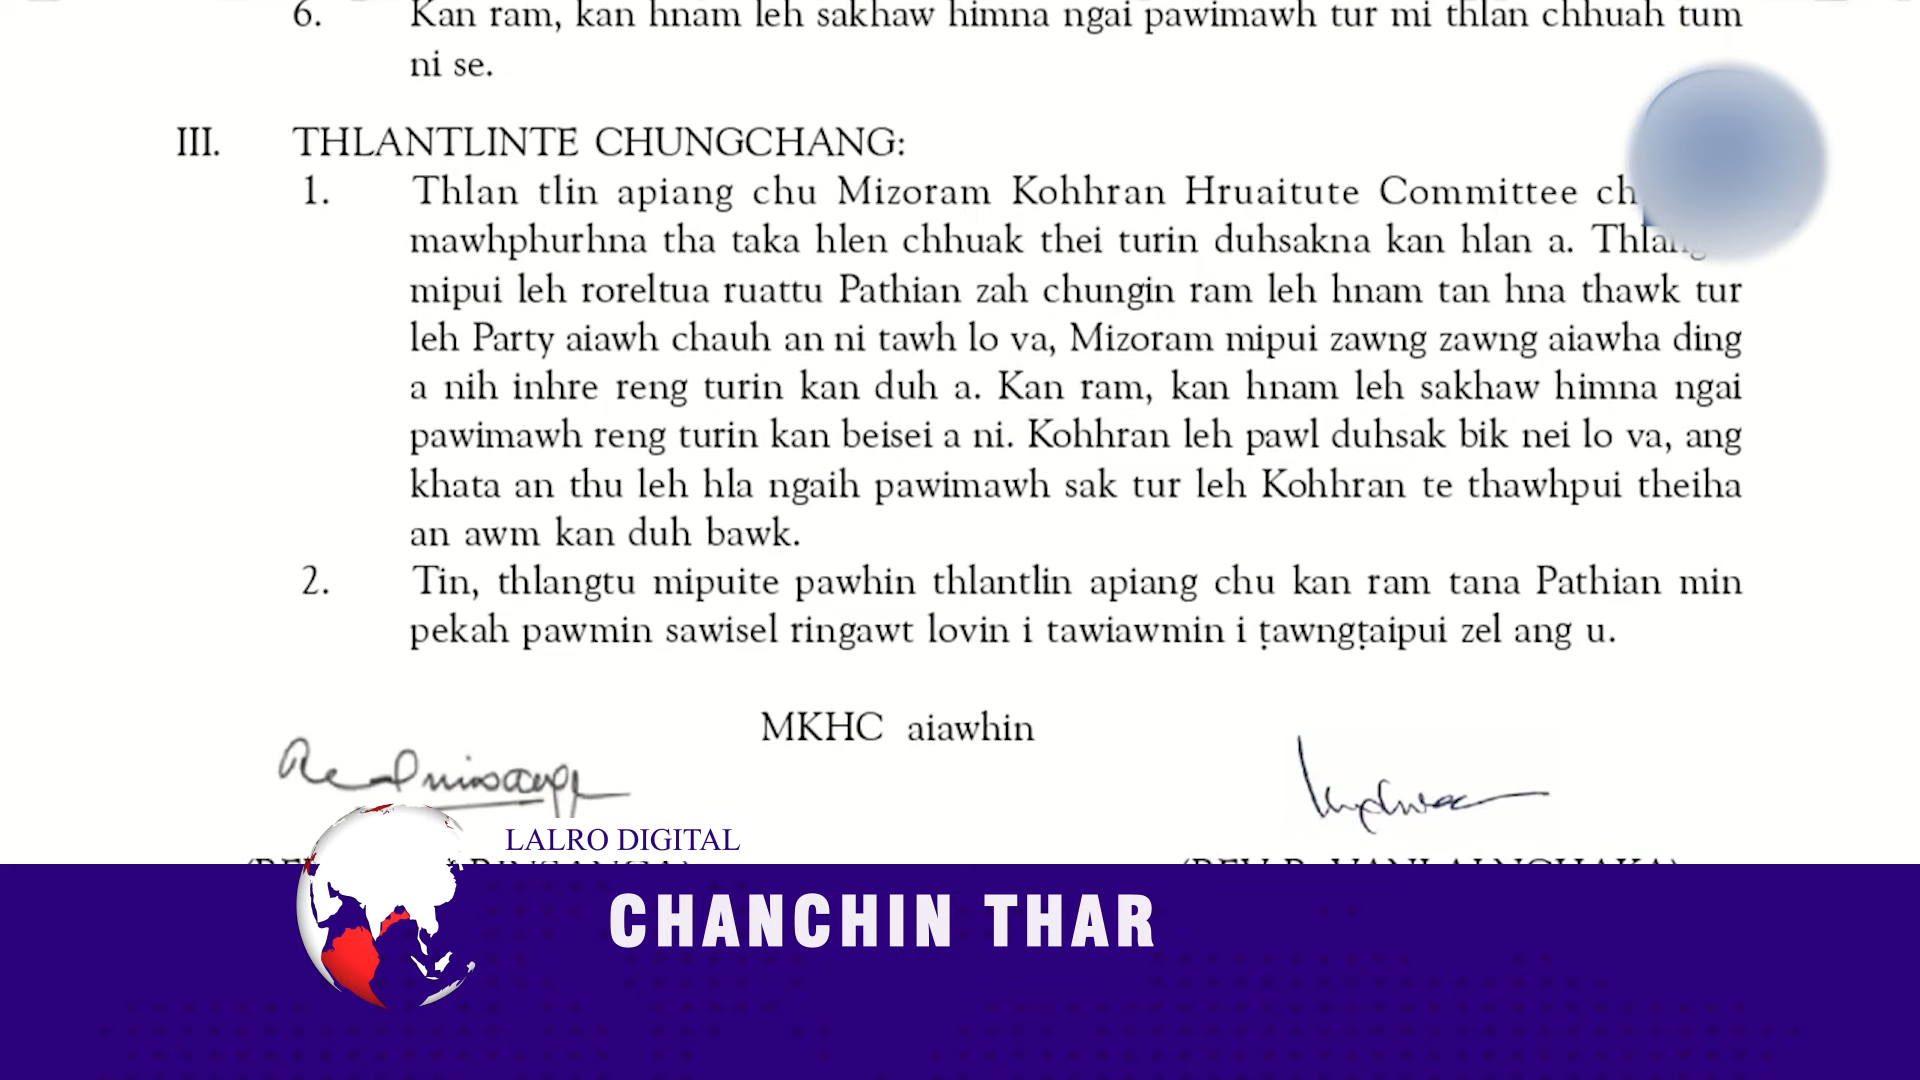 6. Kan ram, kan hnam leh sakhaw himna ngai pawimawh tur mi thlan chhuah tum
ni se.
III. THLANTLINTE CHUNGCHANG:
1. Thlan tlin apiang chu Mizoram Kohhran Hruaitute Committee
mawhphurhna tha taka hlen chhuak thei turin duhsakna kan hlan a.
mipui leh roreltua ruattu Pathian zah chungin ram leh hnam tan hna thawk tur
leh Party aiawh chauh an ni tawh lo va, Mizoram mipui zawng zawng aiawha ding
a nih inhre reng turin kan duh a. Kan ram, kan hnam leh sakhaw himna ngai
pawimawh reng turin kan beisei a ni. Kohhran leh pawl duhsak bik nei lo va, ang
khata an thu leh hla ngaih pawimawh sak tur leh Kohhran te thawhpui theiha
an awm kan duh bawk.
2. Tin, thlangtu mipuite pawhin thlantlin apiang chu kan ram tana Pathian min
pekah pawmin sawisel ringawt lovin i tawiawmin i ṭawngṭaipui zel ang u.
MKHC aiawhin
LALRO DIGITAL
CHANCHIN THAR